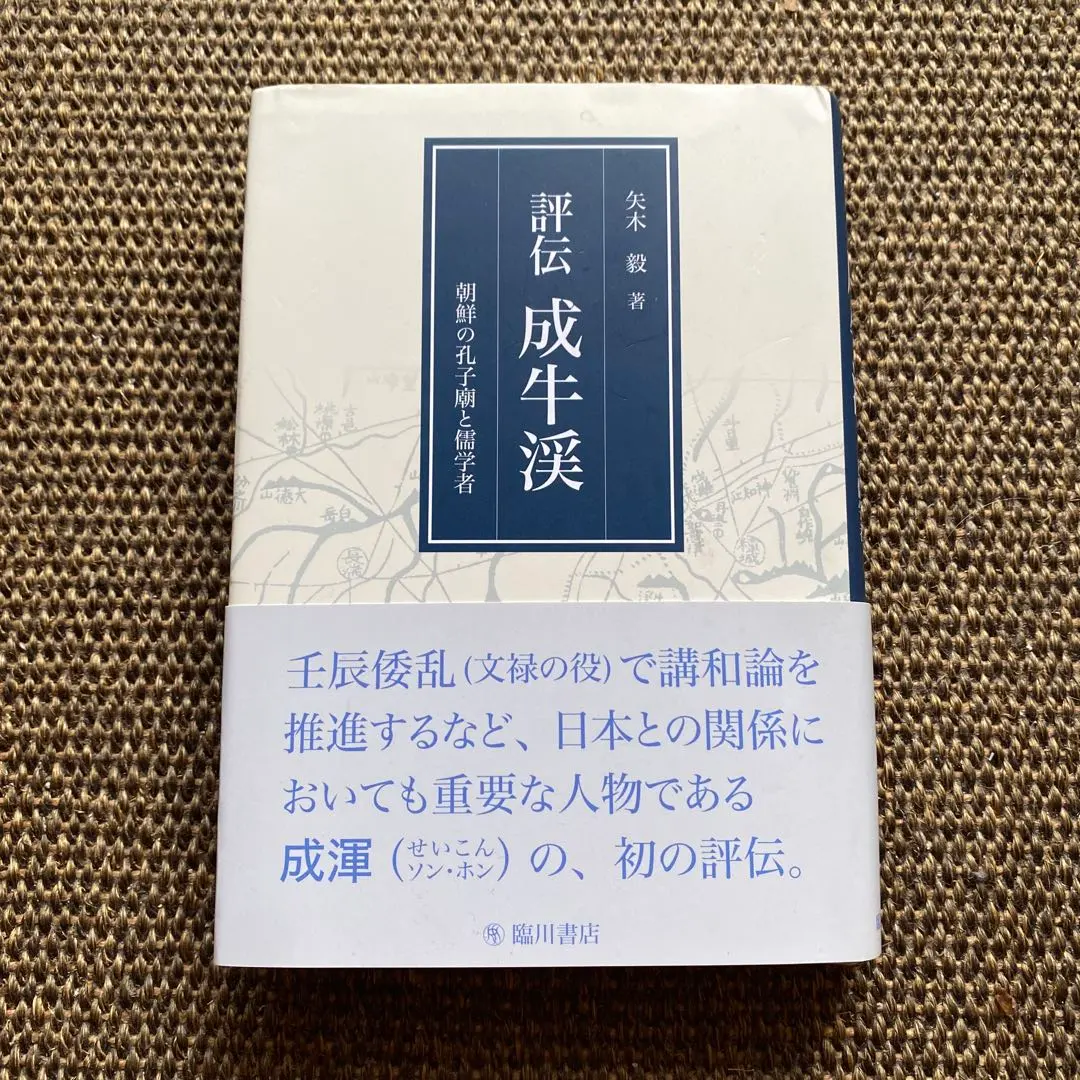 矢木 毅 著
評伝 成牛渓
朝鮮の孔子廟と儒学者
壬辰倭乱(文禄の役)で講和論を
推進するなど、日本との関係に
おいても重要な人物である
成渾(せいこん ソン・ホン)の、初の評伝。
臨川書店